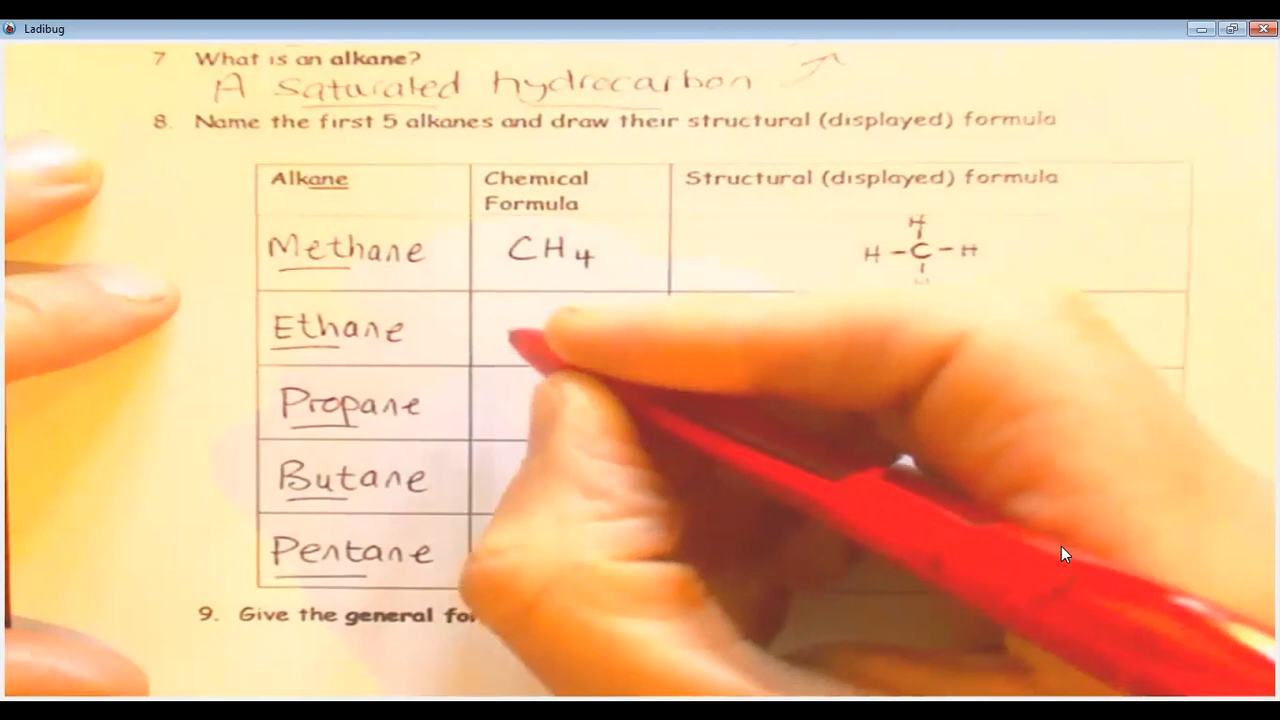 Ladibug
7 What is an alkane?
A saturated hydrocarbon
8. Name the first 5 alkanes and draw their structural (displayed) formula
Alkane Chemical Formula Structural (displayed) formula
Methane CH4
H
H - C - H
Ethane
Propane
Butane
Pentane
9. Give the general